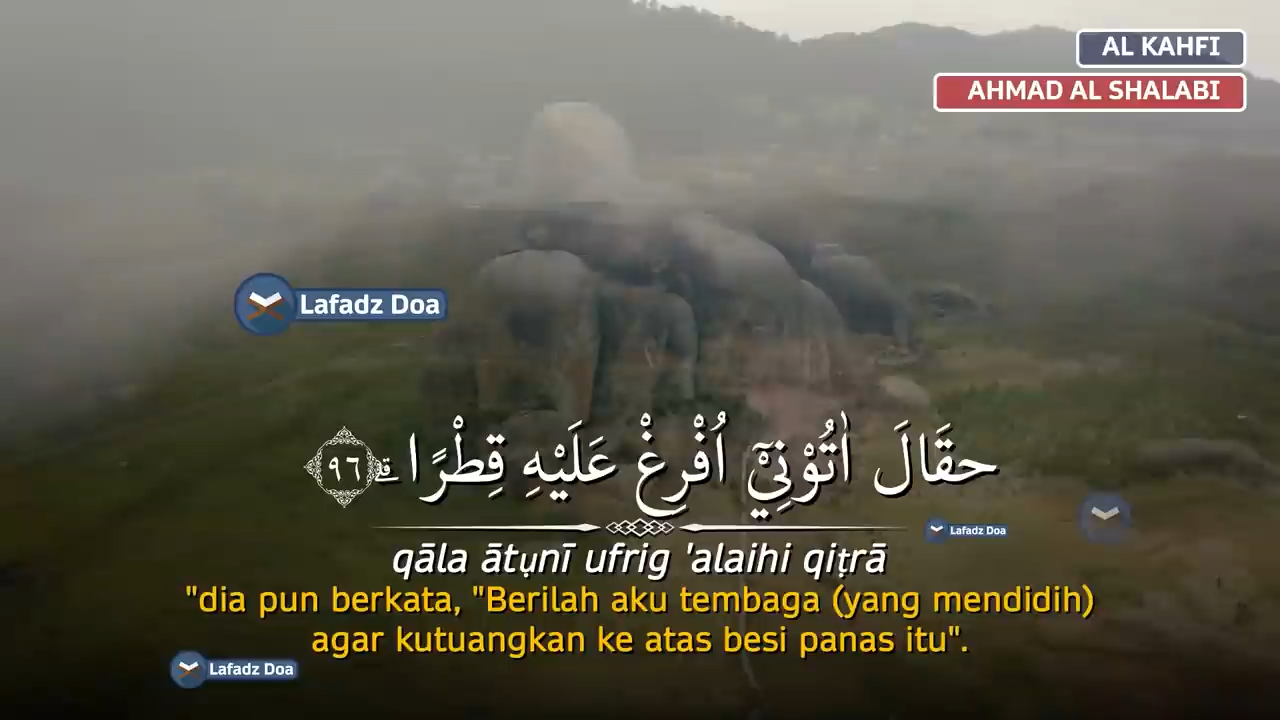 AL KAHFI
AHMAD AL SHALABI
Lafadz Doa
حقَالَ اٰتُوْنِيْٓ اُفْرِغْ عَلَيْهِ قِطْرًا ۗ ٩٦
Lafadz Doa
qāla ātụnī ufrig 'alaihi qiṭrā
"dia pun berkata, "Berilah aku tembaga (yang mendidih)
agar kutuangkan ke atas besi panas itu".
Lafadz Doa